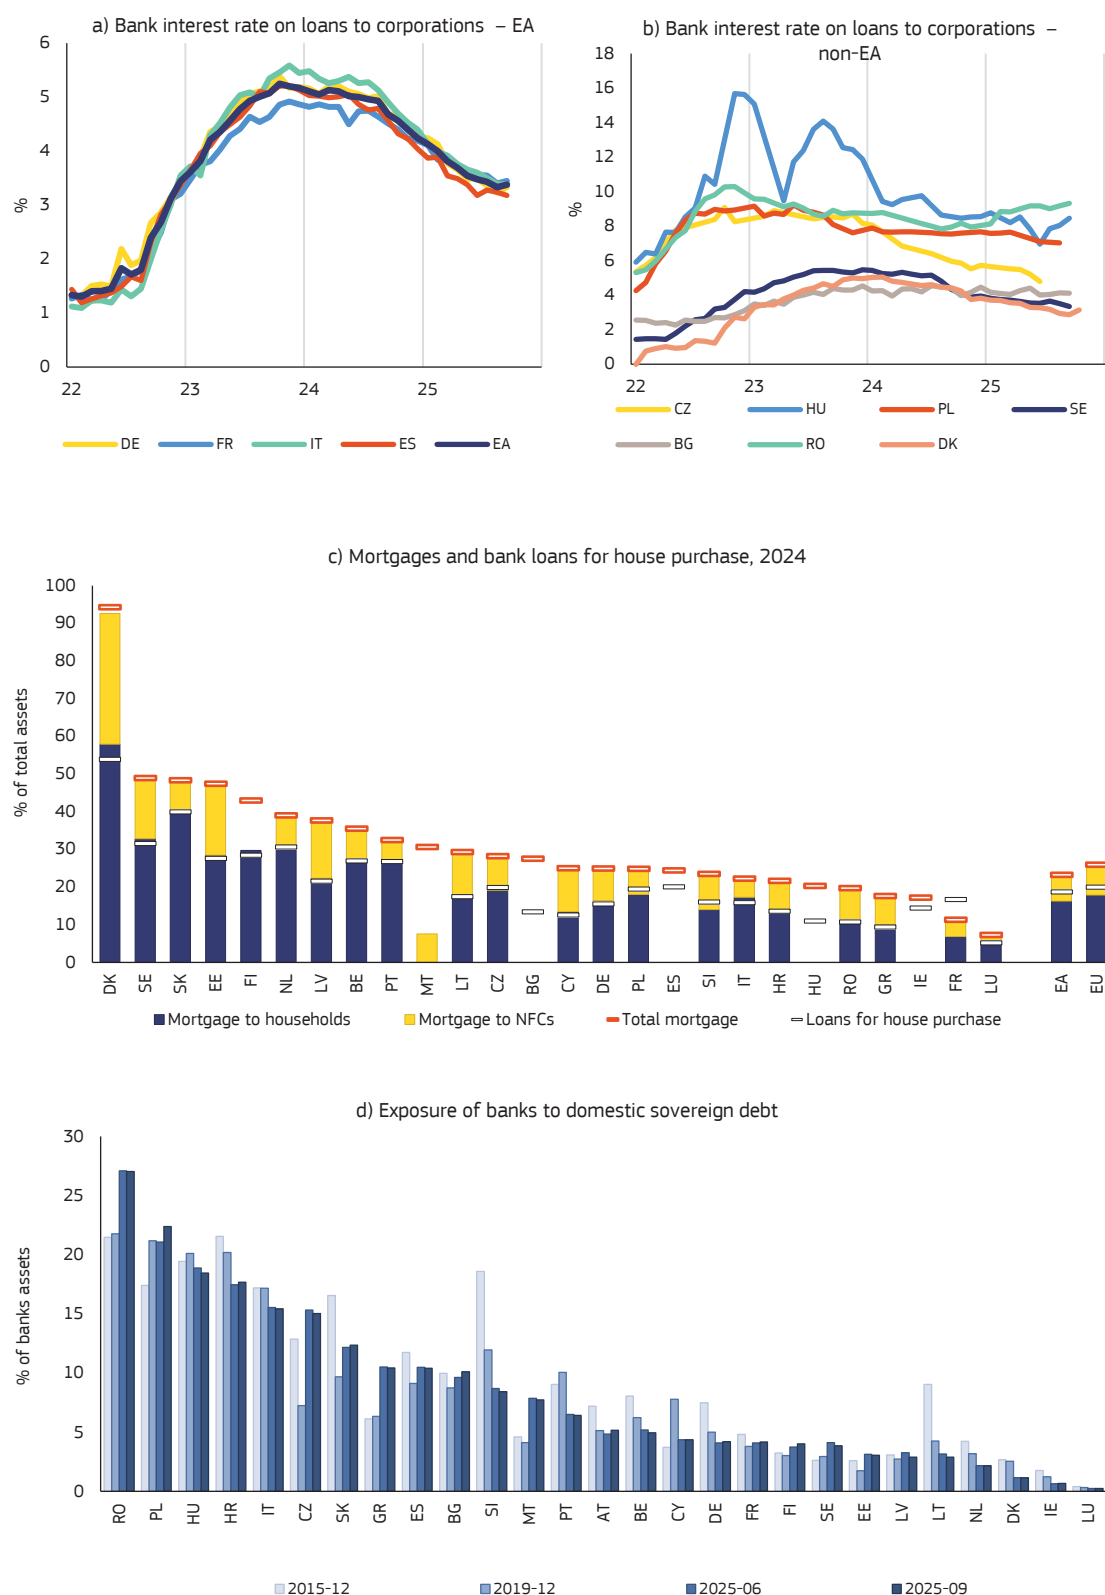 a) Bank interest rate on loans to corporations – EA
6
5
4
3
2
1
0
%
22 23 24 25
DE FR IT ES EA
b) Bank interest rate on loans to corporations –
non-EA
18
16
14
12
10
8
6
4
2
0
%
22 23 24 25
CZ HU PL SE
BG RO DK
c) Mortgages and bank loans for house purchase, 2024
100
90
80
70
60
50
40
30
20
10
0
% of total assets
DK SE SK EE FI NL LV BE PT MT LT CZ BG CY DE PL ES SI IT HR HU RO GR IE FR LU EA EU
Mortgage to households Mortgage to NFCs Total mortgage Loans for house purchase
d) Exposure of banks to domestic sovereign debt
30
25
20
15
10
5
0
% of banks assets
RO PL HU HR IT CZ SK GR ES BG SI MT PT AT BE CY DE FR FI SE EE LV LT NL DK IE LU
2015-12 2019-12 2025-06 2025-09